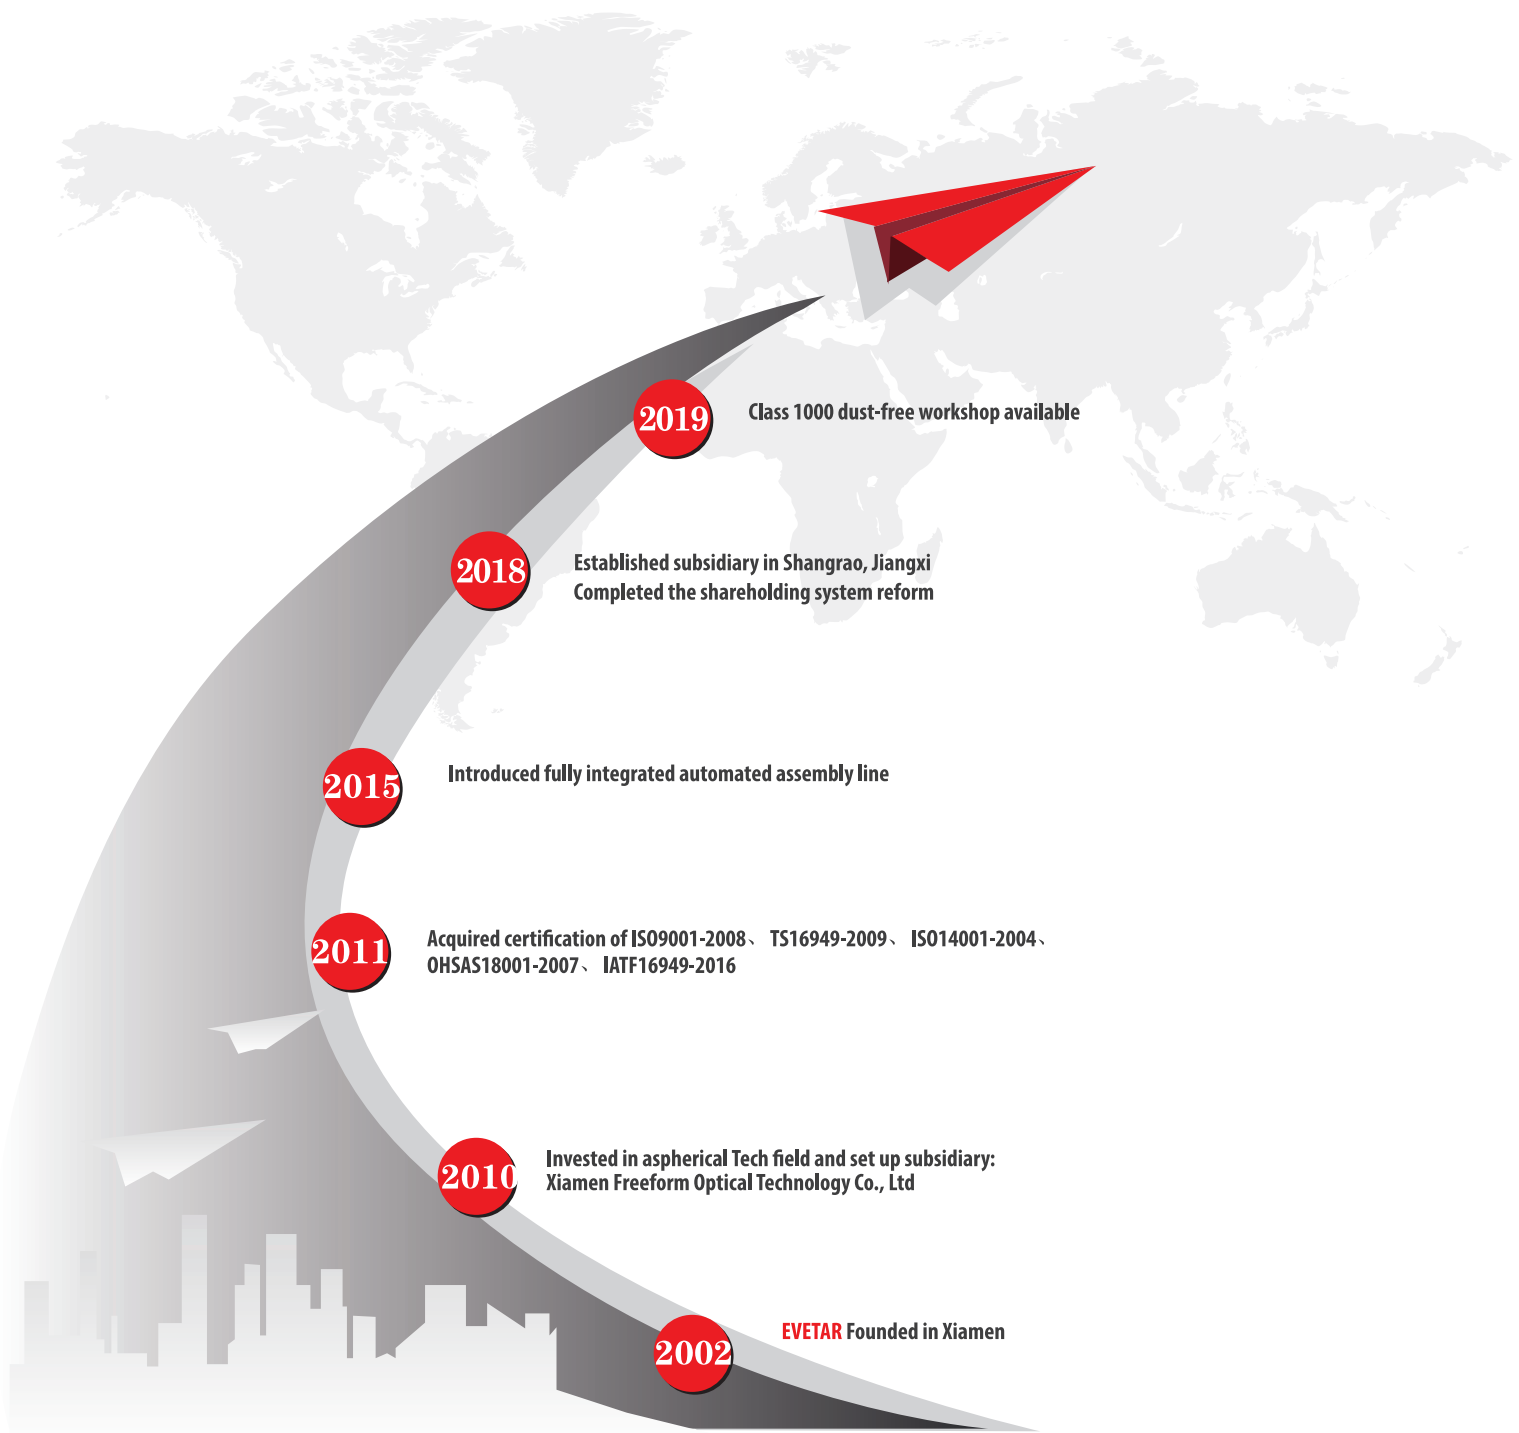 2019
Class 1000 dust-free workshop available
2018
Established subsidiary in Shangrao, Jiangxi
Completed the shareholding system reform
2015
Introduced fully integrated automated assembly line
2011
Acquired certification of ISO9001-2008、 TS16949-2009、 ISO14001-2004、
OHSAS18001-2007、 IATF16949-2016
2010
Invested in aspherical Tech field and set up subsidiary:
Xiamen Freeform Optical Technology Co., Ltd
2002
EVETAR Founded in Xiamen